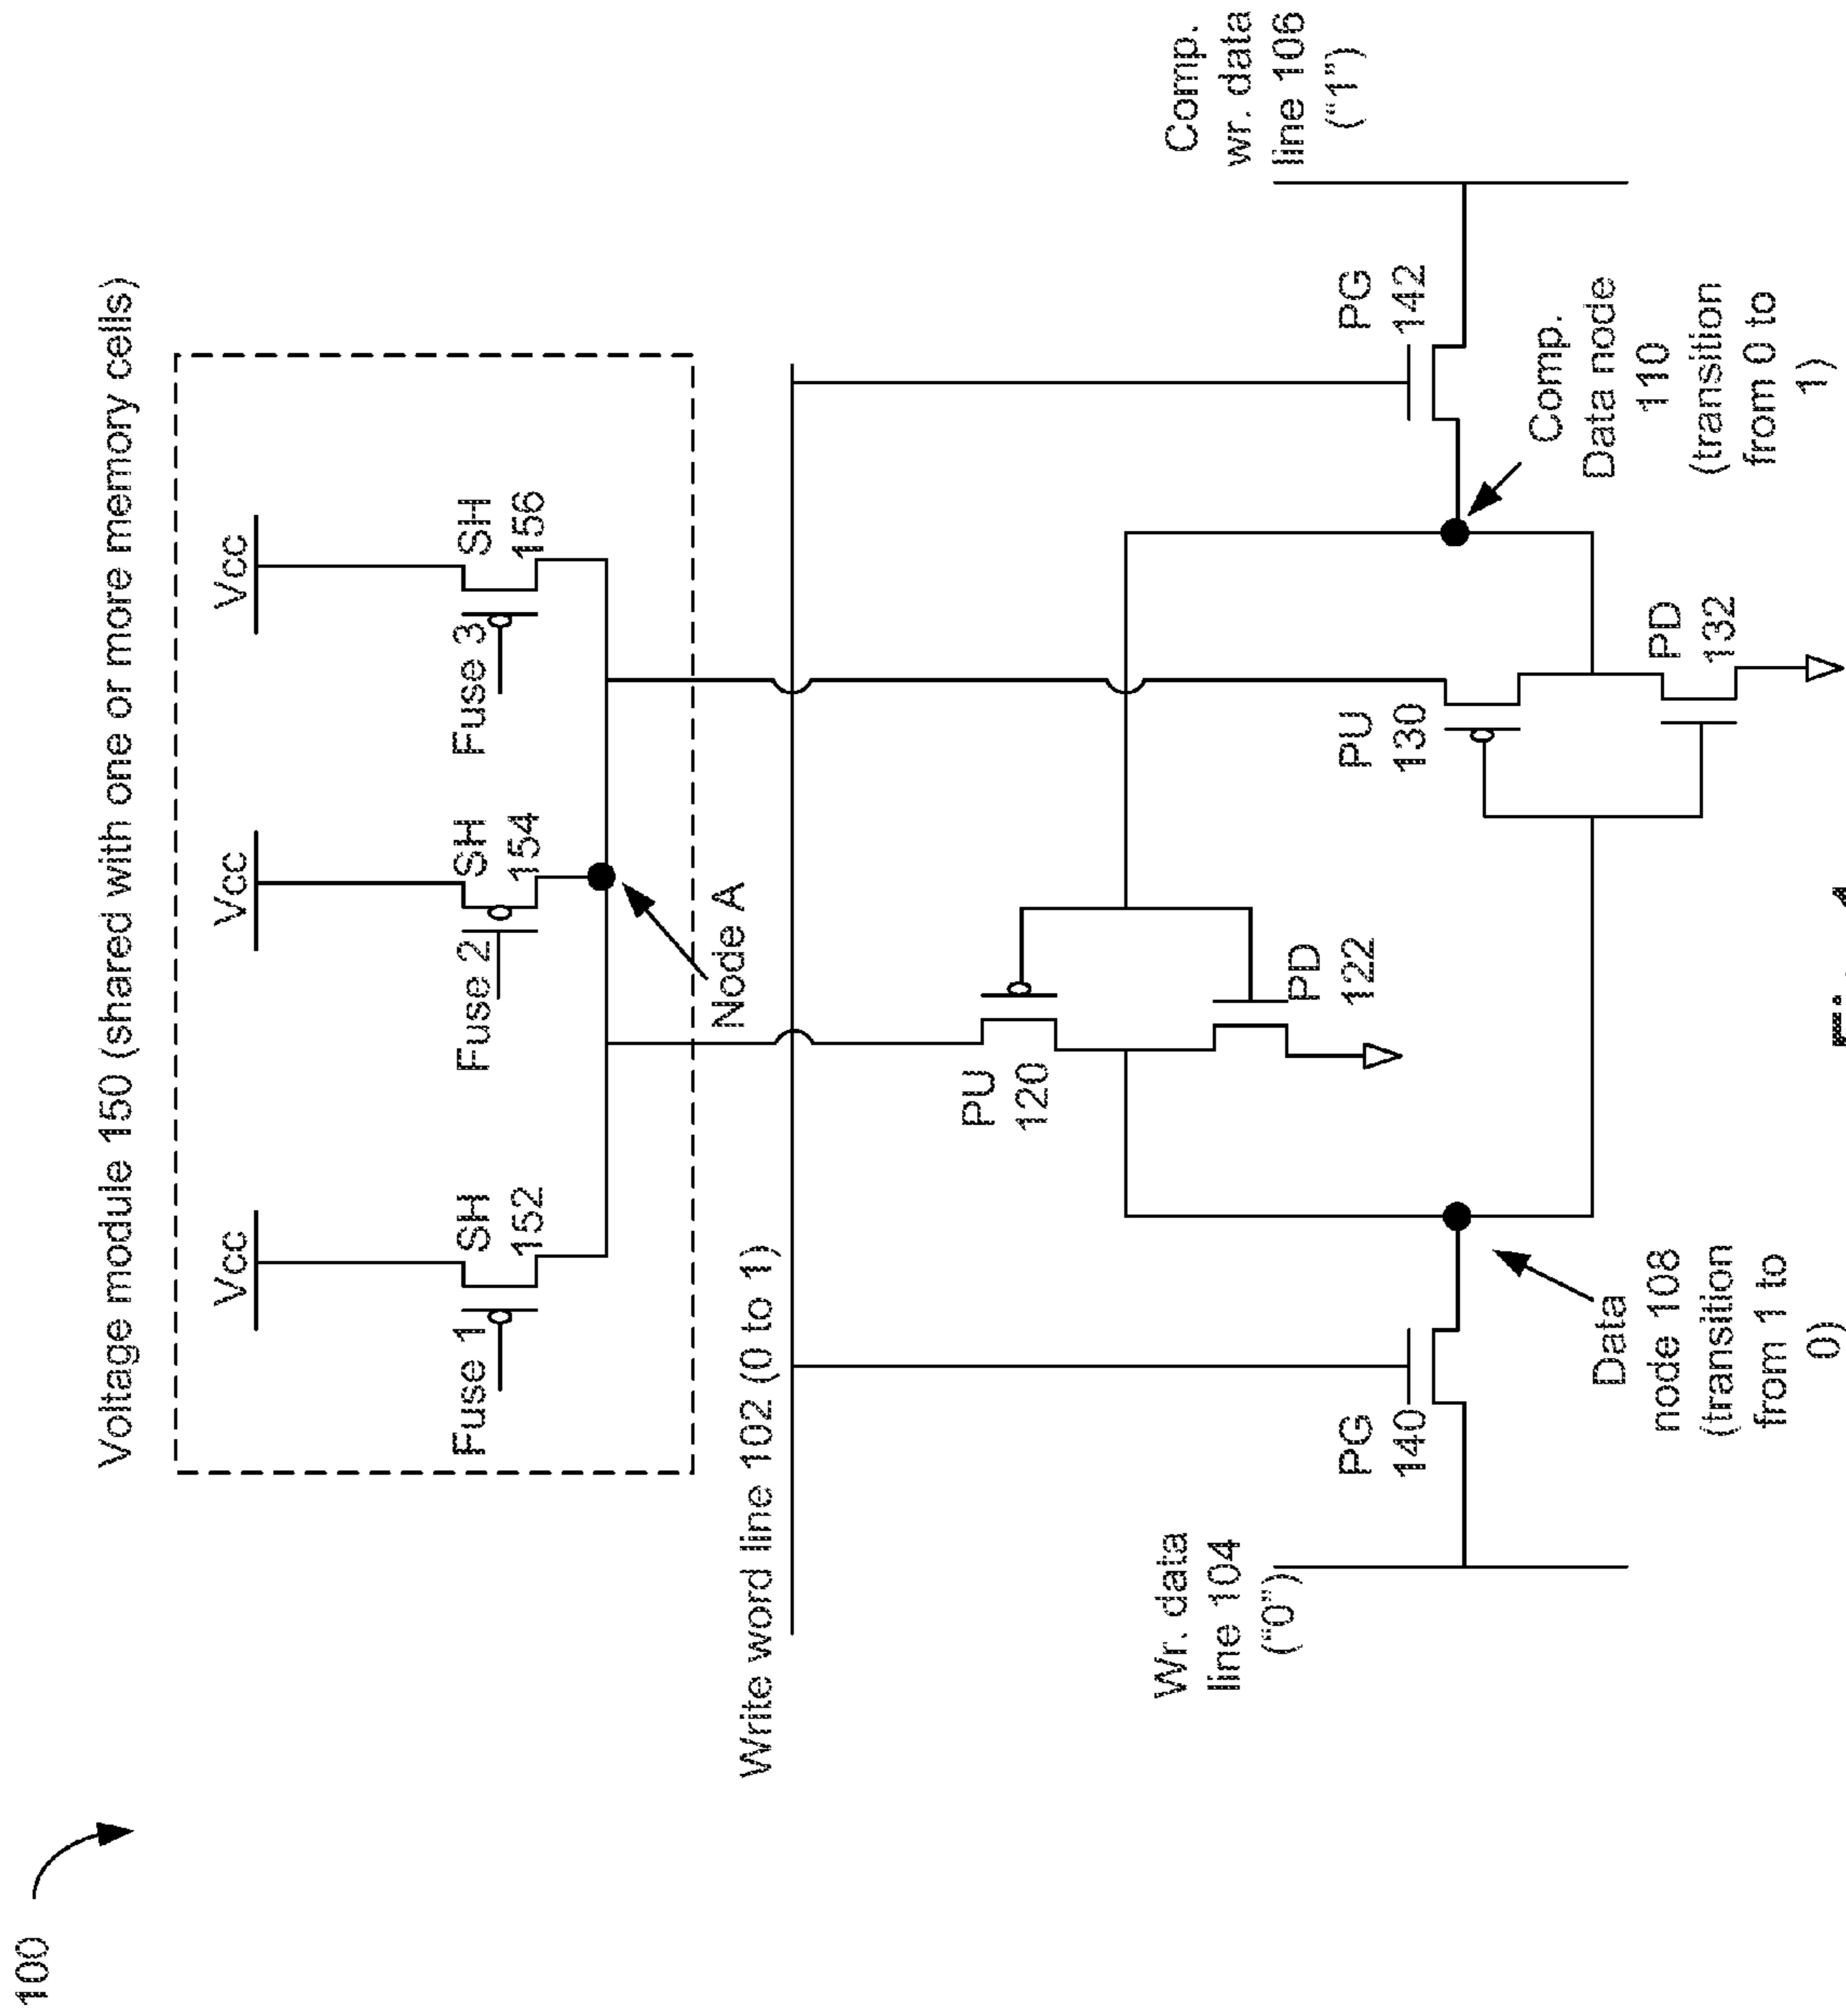 100
Voltage module 150 (shared with one or more memory cells)
Vcc
Vcc
Vcc
Fuse 1
SH
152
Fuse 2
SH
154
Fuse 3
SH
156
Node A
Write word line 102 (0 to 1)
Wr. data
line 104
("0")
Comp.
wr. data
line 106
("1")
PU
120
PD
122
PG
140
PG
142
PU
130
PD
132
Data
node 108
(transition
from 1 to
0)
Comp.
Data node
110
(transition
from 0 to
1)